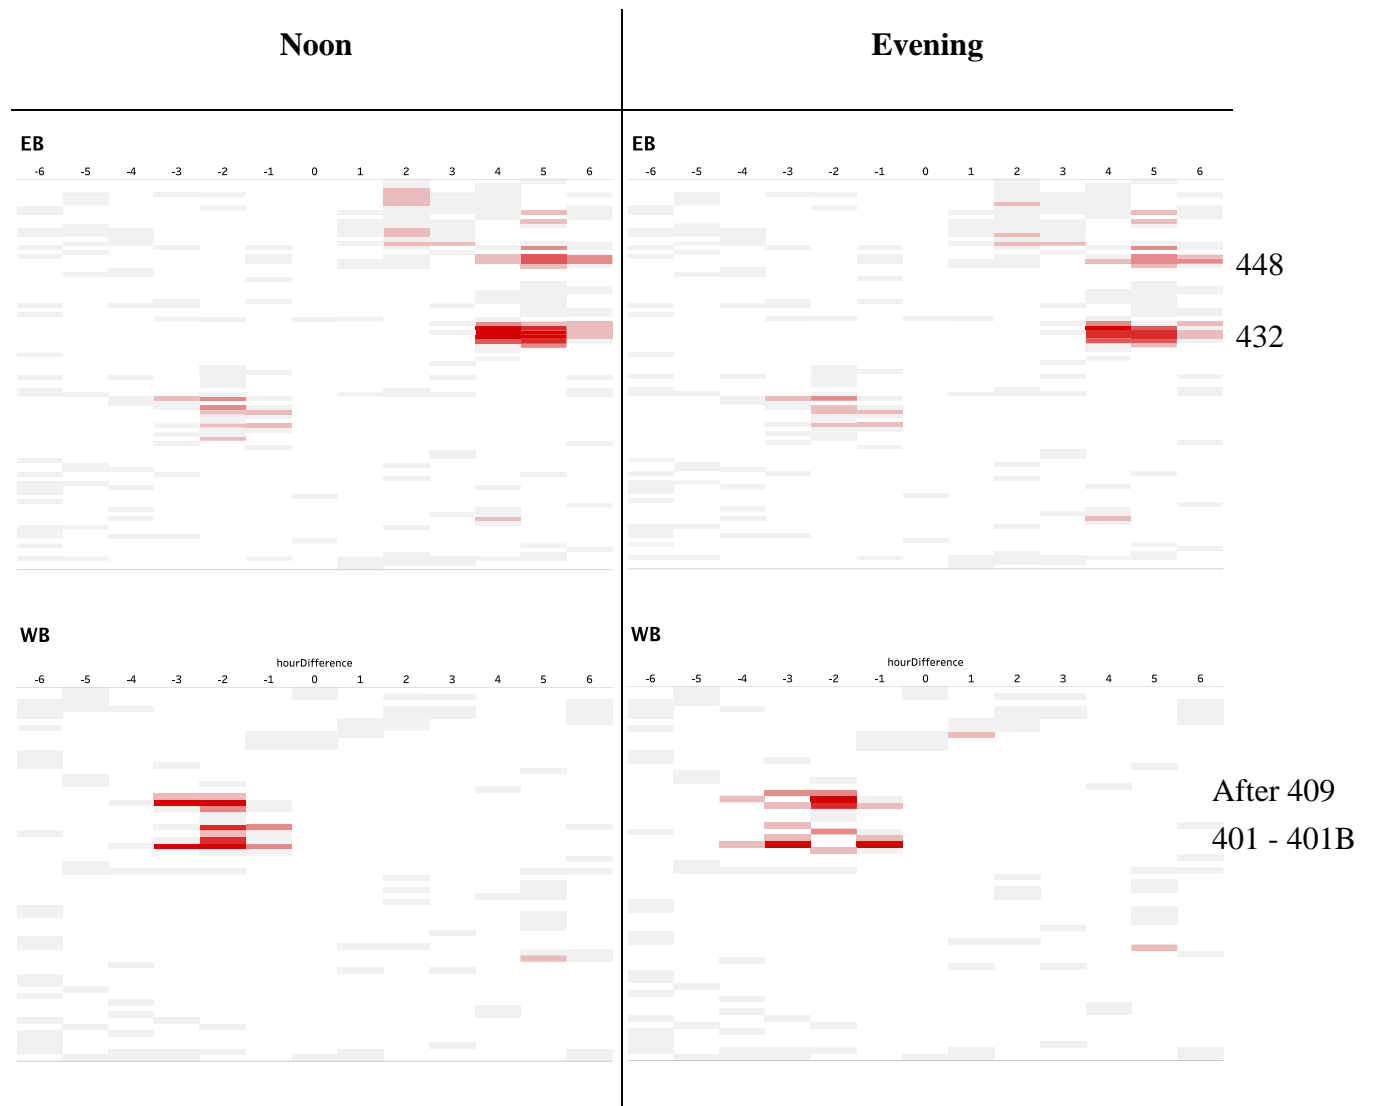 Noon Evening
EB EB
-6 -5 -4 -3 -2 -1 0 1 2 3 4 5 6 -6 -5 -4 -3 -2 -1 0 1 2 3 4 5 6
448
432
WB WB
hourDifference hourDifference
-6 -5 -4 -3 -2 -1 0 1 2 3 4 5 6 -6 -5 -4 -3 -2 -1 0 1 2 3 4 5 6
After 409
401 - 401B